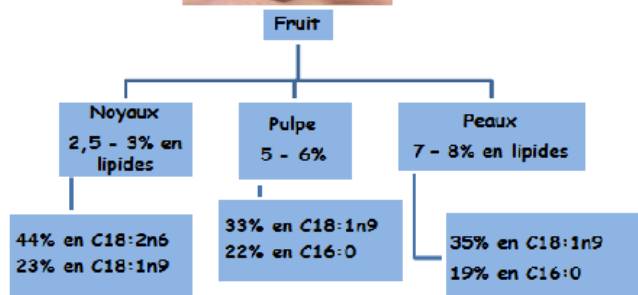 Fruit
Noyaux
2,5 - 3% en
lipides
Pulpe
5 - 6%
Peaux
7 - 8% en lipides
44% en C18:2n6
23% en C18:1n9
33% en C18:1n9
22% en C16:0
35% en C18:1n9
19% en C16:0